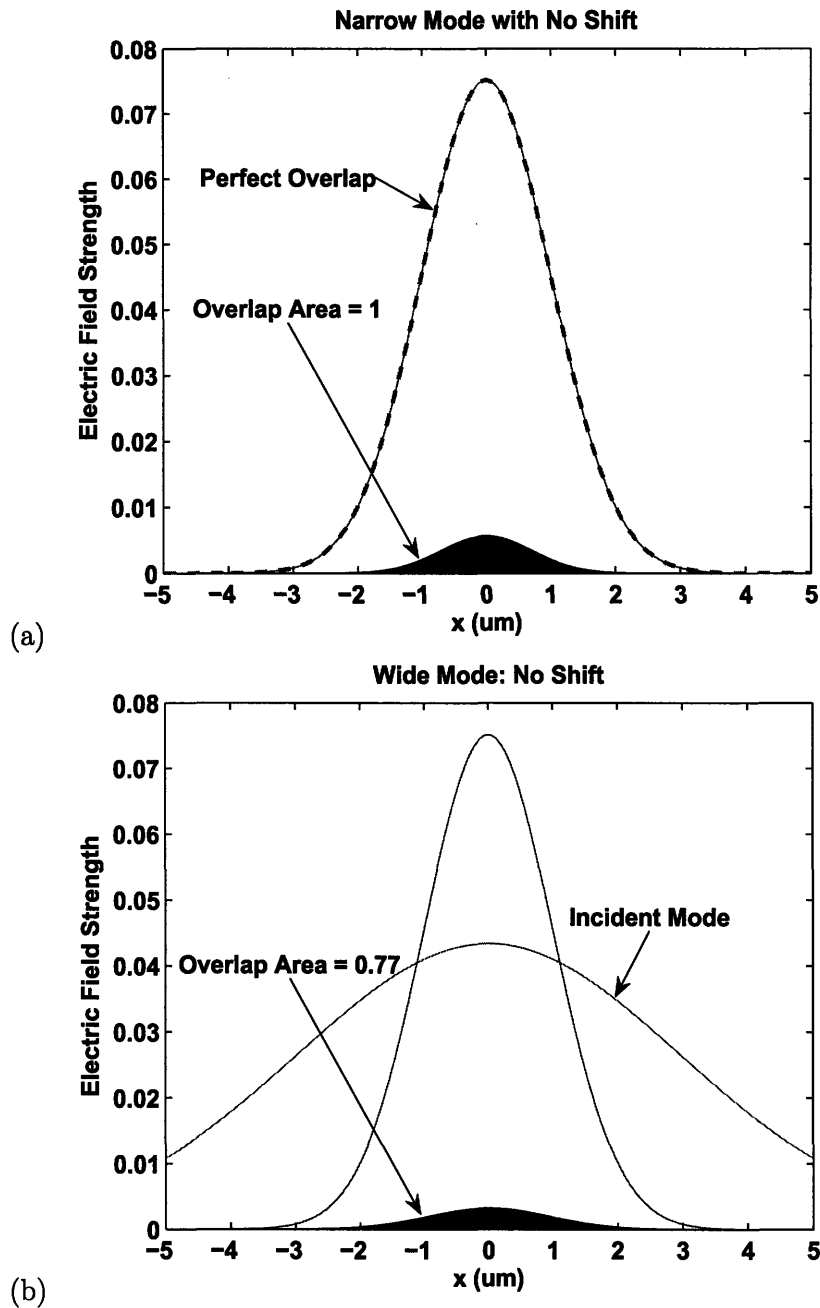 Narrow Mode with No Shift
0.08
0.07
0.06
0.05
0.04
0.03
0.02
0.01
0
Electric Field Strength
Perfect Overlap
Overlap Area = 1
−5 −4 −3 −2 −1 0 1 2 3 4 5
x (um)
(a)
Wide Mode: No Shift
0.08
0.07
0.06
0.05
0.04
0.03
0.02
0.01
0
Electric Field Strength
Incident Mode
Overlap Area = 0.77
−5 −4 −3 −2 −1 0 1 2 3 4 5
x (um)
(b)